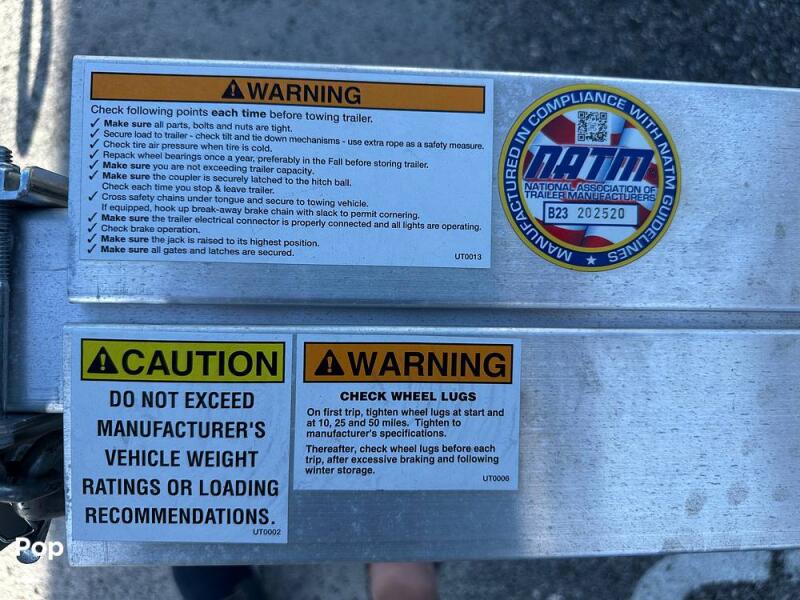 ⚠WARNING
Check following points each time before towing trailer.
✓ Make sure all parts, bolts and nuts are tight.
✓ Secure load to trailer - check tilt and tie down mechanisms - use extra rope as a safety measure.
✓ Check tire air pressure when tire is cold.
✓ Repack wheel bearings once a year, preferably in the Fall before storing trailer.
✓ Make sure you are not exceeding trailer capacity.
✓ Make sure the coupler is securely latched to the hitch ball.
Check each time you stop & leave trailer.
✓ Cross safety chains under tongue and secure to towing vehicle.
If equipped, hook up break-away brake chain with slack to permit cornering.
✓ Make sure the trailer electrical connector is properly connected and all lights are operating.
✓ Check brake operation.
✓ Make sure the jack is raised to its highest position.
✓ Make sure all gates and latches are secured.
UT0013
MANUFACTURED IN COMPLIANCE WITH NATM GUIDELINES
NATM
NATIONAL ASSOCIATION OF
TRAILER MANUFACTURERS
B23 202520
⚠CAUTION
DO NOT EXCEED
MANUFACTURER'S
VEHICLE WEIGHT
RATINGS OR LOADING
RECOMMENDATIONS.
UT0002
⚠WARNING
CHECK WHEEL LUGS
On first trip, tighten wheel lugs at start and
at 10, 25 and 50 miles. Tighten to
manufacturer's specifications.
Thereafter, check wheel lugs before each
trip, after excessive braking and following
winter storage.
UT0006
Pop